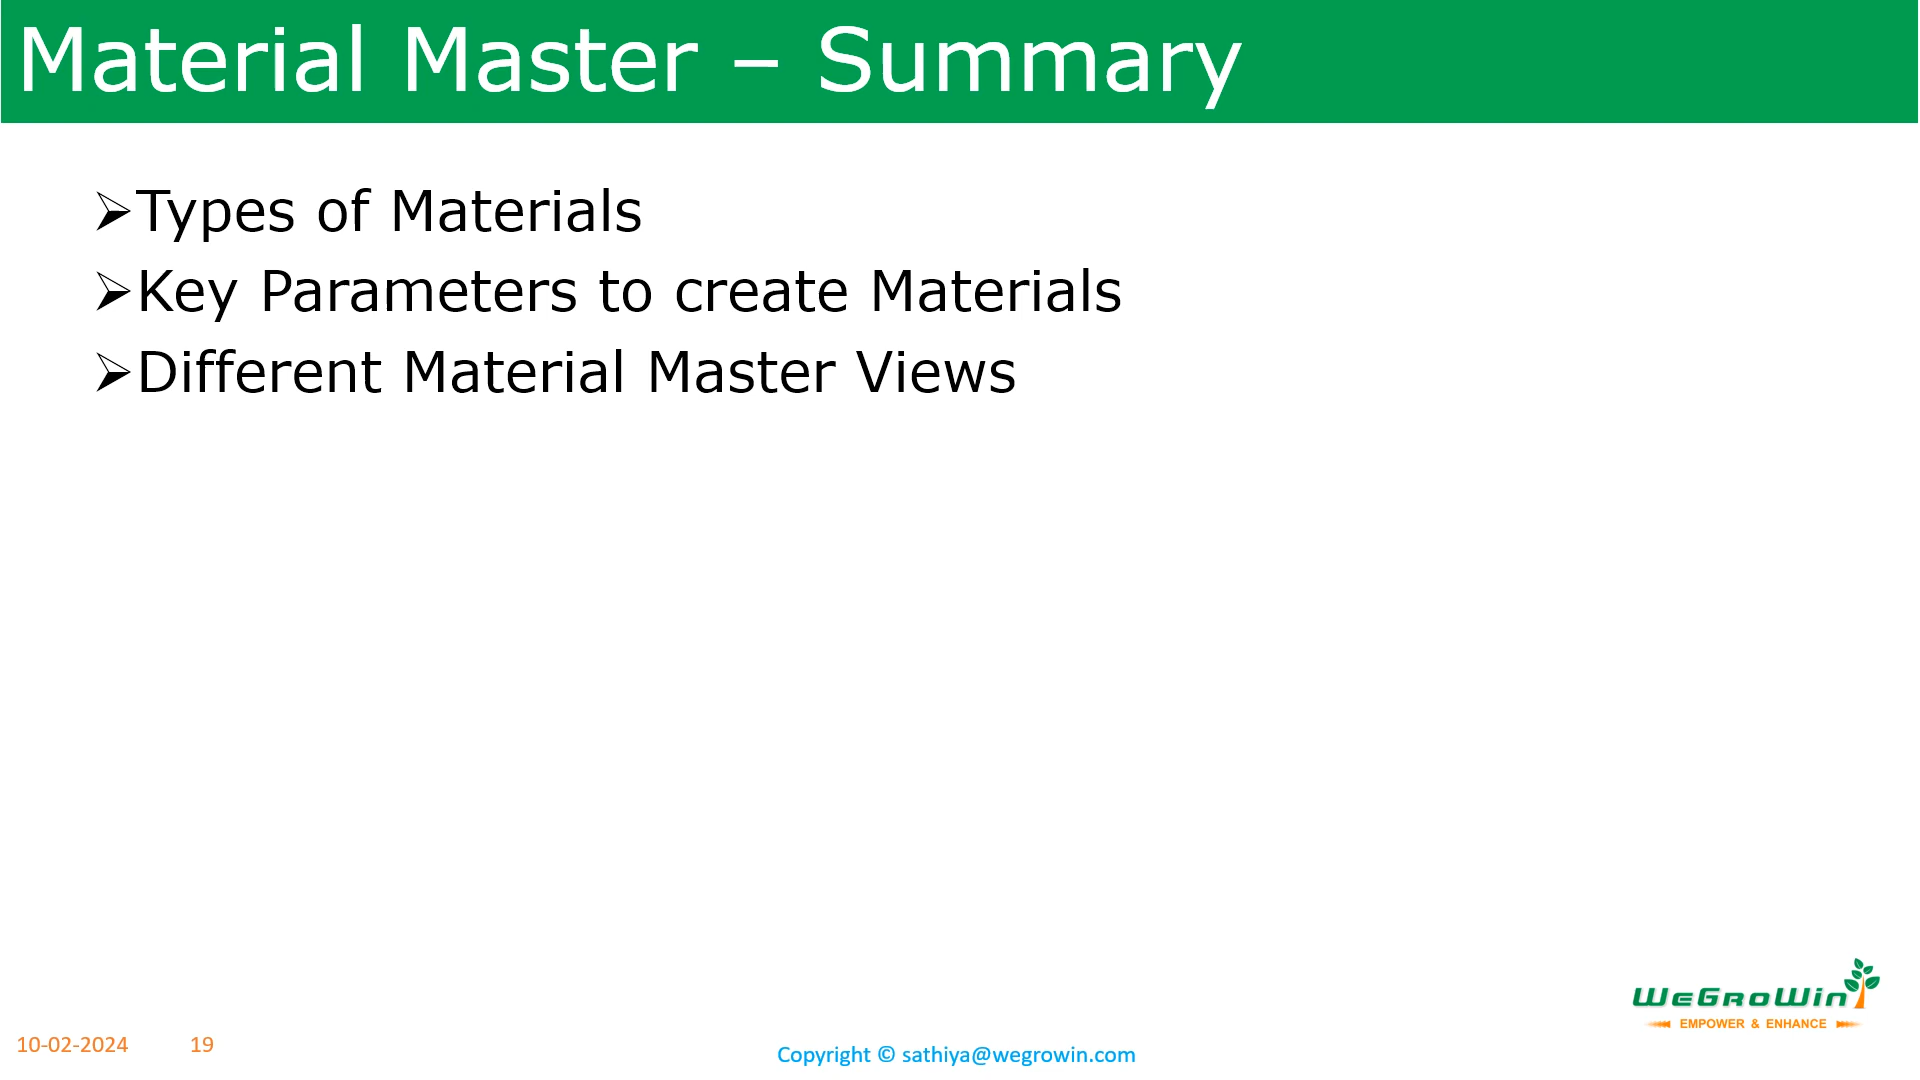 Material Master – Summary
➢Types of Materials
➢Key Parameters to create Materials
➢Different Material Master Views
WeGroWin
EMPOWER & ENHANCE
10-02-2024 19
Copyright © sathiya@wegrowin.com